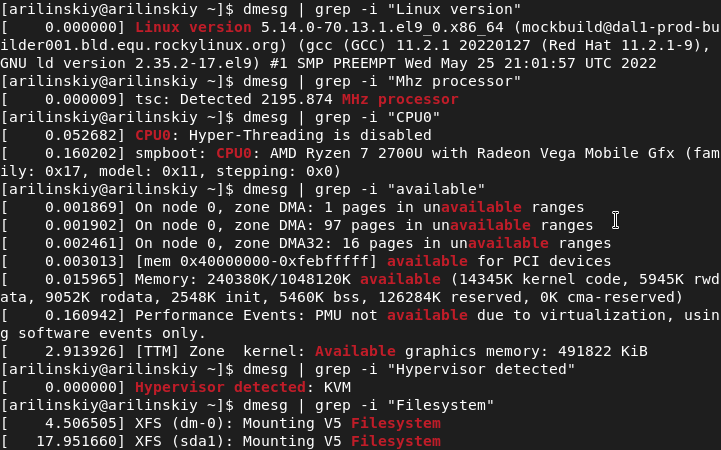 [arilinskiy@arilinskiy ~]$ dmesg | grep -i "Linux version"
[    0.000000] Linux version 5.14.0-70.13.1.el9_0.x86_64 (mockbuild@dal1-prod-bu
ilder001.bld.equ.rockylinux.org) (gcc (GCC) 11.2.1 20220127 (Red Hat 11.2.1-9),
GNU ld version 2.35.2-17.el9) #1 SMP PREEMPT Wed May 25 21:01:57 UTC 2022
[arilinskiy@arilinskiy ~]$ dmesg | grep -i "Mhz processor"
[    0.000009] tsc: Detected 2195.874 MHz processor
[arilinskiy@arilinskiy ~]$ dmesg | grep -i "CPU0"
[    0.052682] CPU0: Hyper-Threading is disabled
[    0.160202] smpboot: CPU0: AMD Ryzen 7 2700U with Radeon Vega Mobile Gfx (fam
ily: 0x17, model: 0x11, stepping: 0x0)
[arilinskiy@arilinskiy ~]$ dmesg | grep -i "available"
[    0.001869] On node 0, zone DMA: 1 pages in unavailable ranges
[    0.001902] On node 0, zone DMA: 97 pages in unavailable ranges
[    0.002461] On node 0, zone DMA32: 16 pages in unavailable ranges
[    0.003013] [mem 0x40000000-0xfebfffff] available for PCI devices
[    0.015965] Memory: 240380K/1048120K available (14345K kernel code, 5945K rwd
ata, 9052K rodata, 2548K init, 5460K bss, 126284K reserved, 0K cma-reserved)
[    0.160942] Performance Events: PMU not available due to virtualization, usin
g software events only.
[    2.913926] [TTM] Zone  kernel: Available graphics memory: 491822 KiB
[arilinskiy@arilinskiy ~]$ dmesg | grep -i "Hypervisor detected"
[    0.000000] Hypervisor detected: KVM
[arilinskiy@arilinskiy ~]$ dmesg | grep -i "Filesystem"
[    4.506505] XFS (dm-0): Mounting V5 Filesystem
[   17.951660] XFS (sda1): Mounting V5 Filesystem